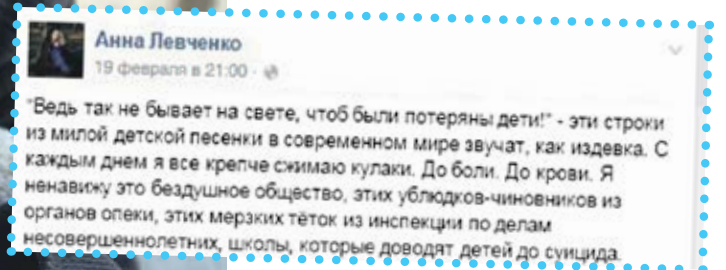 Анна Левченко
19 февраля в 21:00 ·
"Ведь так не бывает на свете, чтоб были потеряны дети!" - эти строки
из милой детской песенки в современном мире звучат, как издевка. С
каждым днем я все крепче сжимаю кулаки. До боли. До крови. Я
ненавижу это бездушное общество, этих ублюдков-чиновников из
органов опеки, этих мерзких тёток из инспекции по делам
несовершеннолетних, школы, которые доводят детей до суицида.